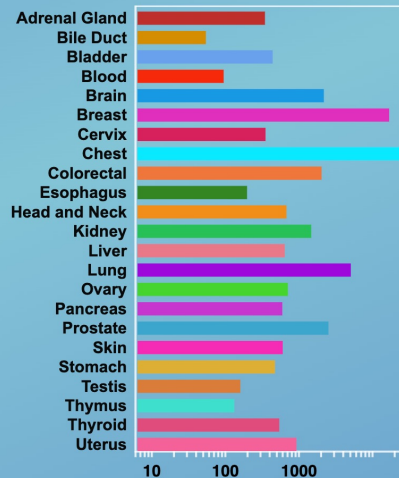 Adrenal Gland
Bile Duct
Bladder
Blood
Brain
Breast
Cervix
Chest
Colorectal
Esophagus
Head and Neck
Kidney
Liver
Lung
Ovary
Pancreas
Prostate
Skin
Stomach
Testis
Thymus
Thyroid
Uterus
10 100 1000